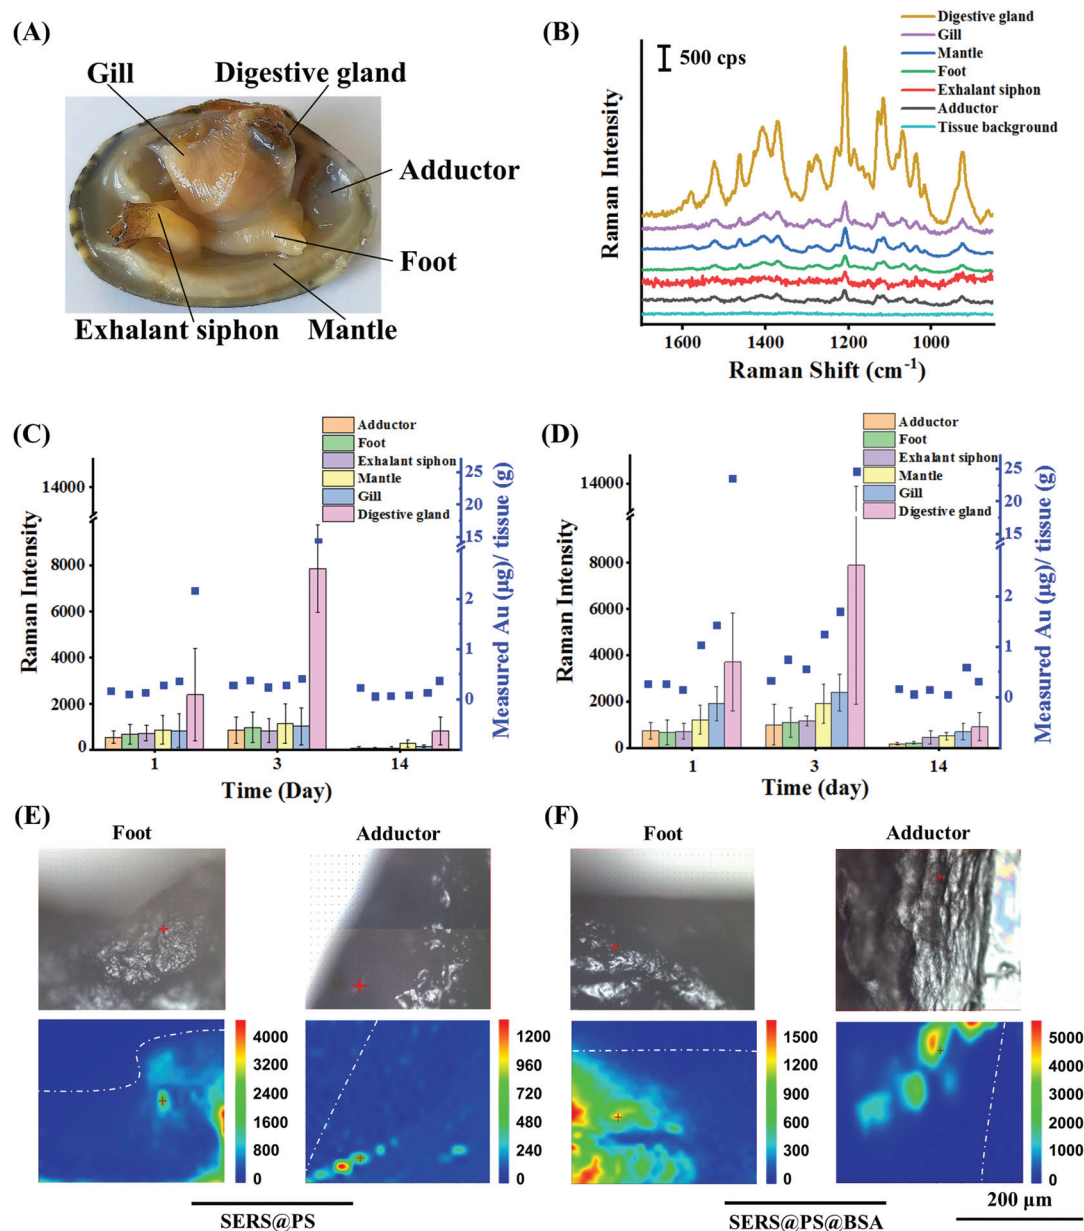 (A)
Gill
Digestive gland
Adductor
Foot
Exhalant siphon
Mantle
(B)
500 cps
Digestive gland
Gill
Mantle
Foot
Exhalant siphon
Adductor
Tissue background
Raman Intensity
1600
1400
1200
1000
Raman Shift (cm⁻¹)
(C)
Adductor
Foot
Exhalant siphon
Mantle
Gill
Digestive gland
Raman Intensity
14000
8000
6000
4000
2000
0
Measured Au (μg)/ tissue (g)
25
20
15
2
1
0
1
3
14
Time (Day)
(D)
Adductor
Foot
Exhalant siphon
Mantle
Gill
Digestive gland
Raman Intensity
14000
8000
6000
4000
2000
0
Measured Au (μg)/ tissue (g)
25
20
15
2
1
0
1
3
14
Time (day)
(E)
Foot
Adductor
4000
3200
2400
1600
800
0
1200
960
720
480
240
0
SERS@PS
(F)
Foot
Adductor
1500
1200
900
600
300
0
5000
4000
3000
2000
1000
0
SERS@PS@BSA
200 μm